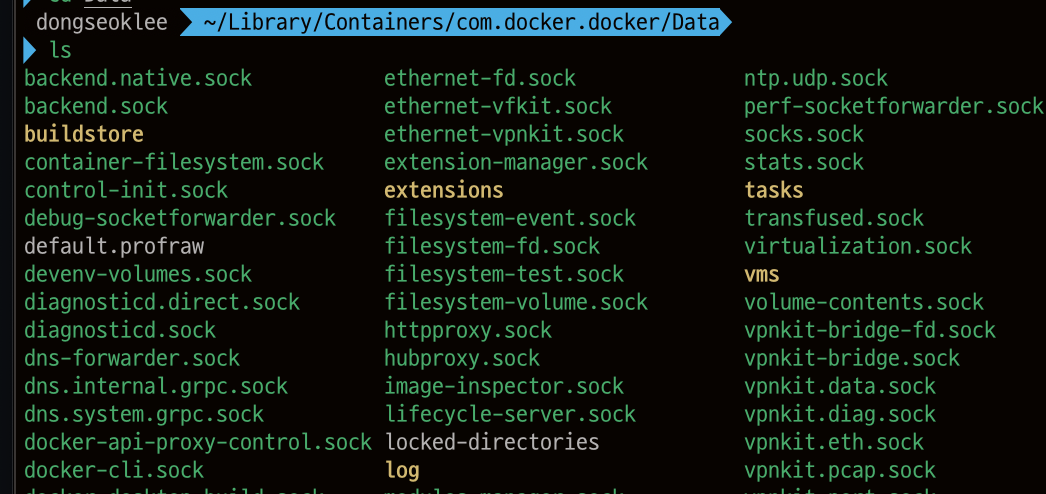 dongseoklee ~/Library/Containers/com.docker.docker/Data
ls
backend.native.sock ethernet-fd.sock ntp.udp.sock
backend.sock ethernet-vfkit.sock perf-socketforwarder.sock
buildstore ethernet-vpnkit.sock socks.sock
container-filesystem.sock extension-manager.sock stats.sock
control-init.sock extensions tasks
debug-socketforwarder.sock filesystem-event.sock transfused.sock
default.profraw filesystem-fd.sock virtualization.sock
devenv-volumes.sock filesystem-test.sock vms
diagnosticd.direct.sock filesystem-volume.sock volume-contents.sock
diagnosticd.sock httpproxy.sock vpnkit-bridge-fd.sock
dns-forwarder.sock hubproxy.sock vpnkit-bridge.sock
dns.internal.grpc.sock image-inspector.sock vpnkit.data.sock
dns.system.grpc.sock lifecycle-server.sock vpnkit.diag.sock
docker-api-proxy-control.sock locked-directories vpnkit.eth.sock
docker-cli.sock log vpnkit.pcap.sock